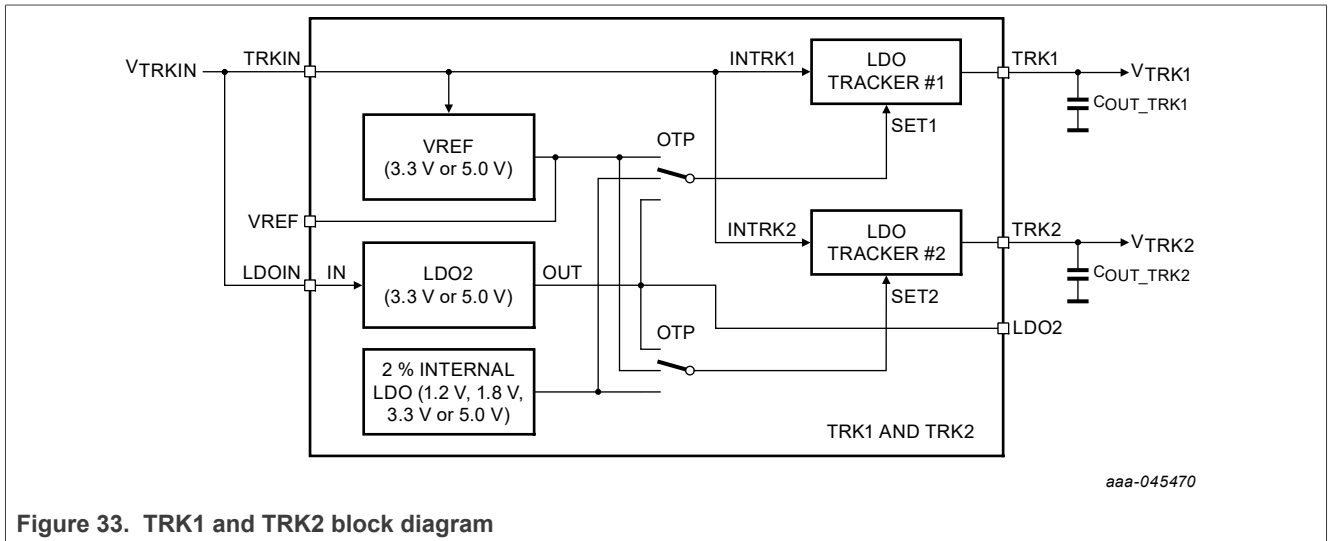 VTRKIN
TRKIN
INTRK1
LDO
TRACKER #1
TRK1
VTRK1
COUT_TRK1
SET1
VREF
(3.3 V or 5.0 V)
OTP
VREF
INTRK2
LDO
TRACKER #2
TRK2
VTRK2
COUT_TRK2
SET2
LDOIN
IN
LDO2
(3.3 V or 5.0 V)
OUT
LDO2
OTP
2 % INTERNAL
LDO (1.2 V, 1.8 V,
3.3 V or 5.0 V)
TRK1 AND TRK2
aaa-045470
Figure 33. TRK1 and TRK2 block diagram